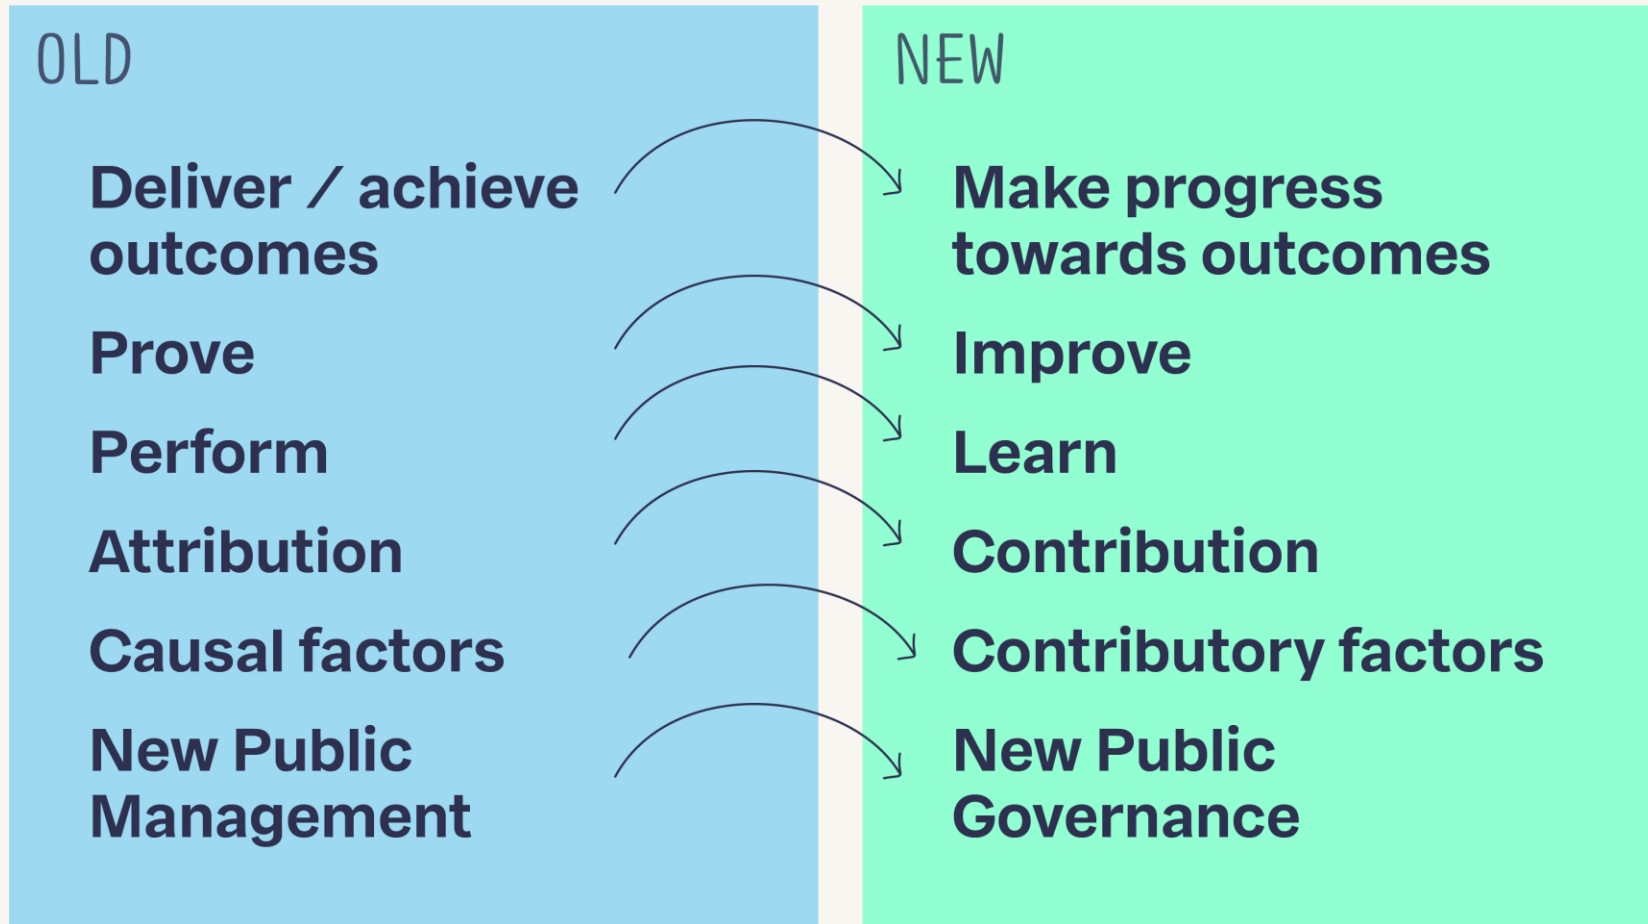 OLD
Deliver / achieve
outcomes
Prove
Perform
Attribution
Causal factors
New Public
Management
NEW
Make progress
towards outcomes
Improve
Learn
Contribution
Contributory factors
New Public
Governance